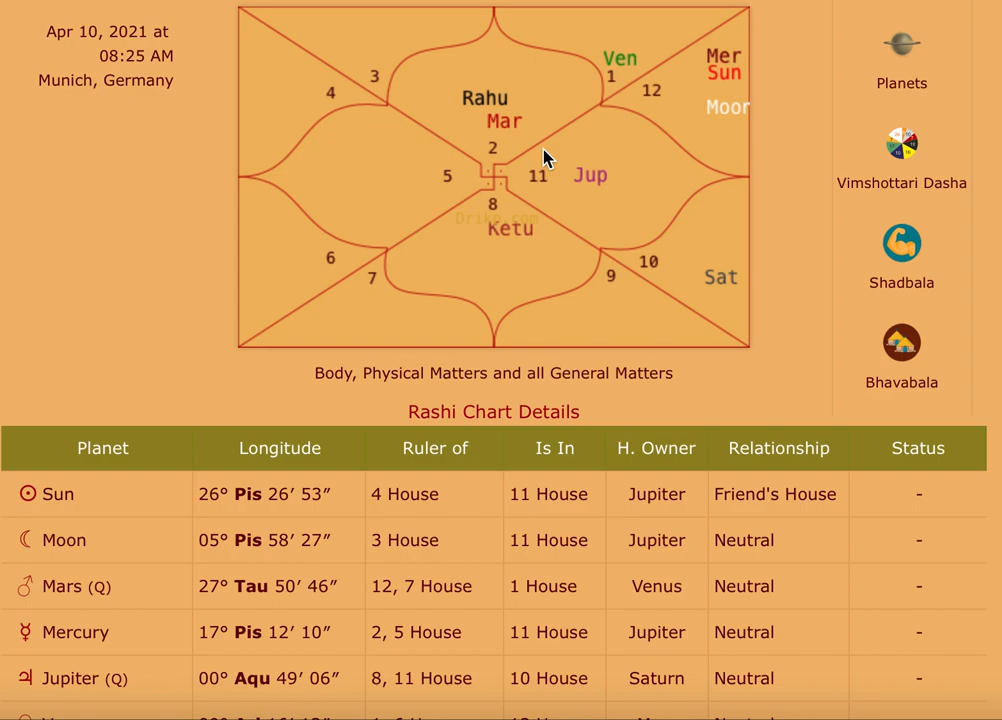 Apr 10, 2021 at
08:25 AM
Munich, Germany
Ven
Mer
Sun
3
1
4
12
Rahu
Moon
Mar
2
5
11
Jup
8
Drikp.com
Ketu
6
10
7
9
Sat
Planets
Vimshottari Dasha
Shadbala
Bhavabala
Body, Physical Matters and all General Matters
Rashi Chart Details
Planet Longitude Ruler of Is In H. Owner Relationship Status
☉ Sun 26° Pis 26′ 53″ 4 House 11 House Jupiter Friend's House -
☾ Moon 05° Pis 58′ 27″ 3 House 11 House Jupiter Neutral -
♂ Mars (Q) 27° Tau 50′ 46″ 12, 7 House 1 House Venus Neutral -
☿ Mercury 17° Pis 12′ 10″ 2, 5 House 11 House Jupiter Neutral -
♃ Jupiter (Q) 00° Aqu 49′ 06″ 8, 11 House 10 House Saturn Neutral -